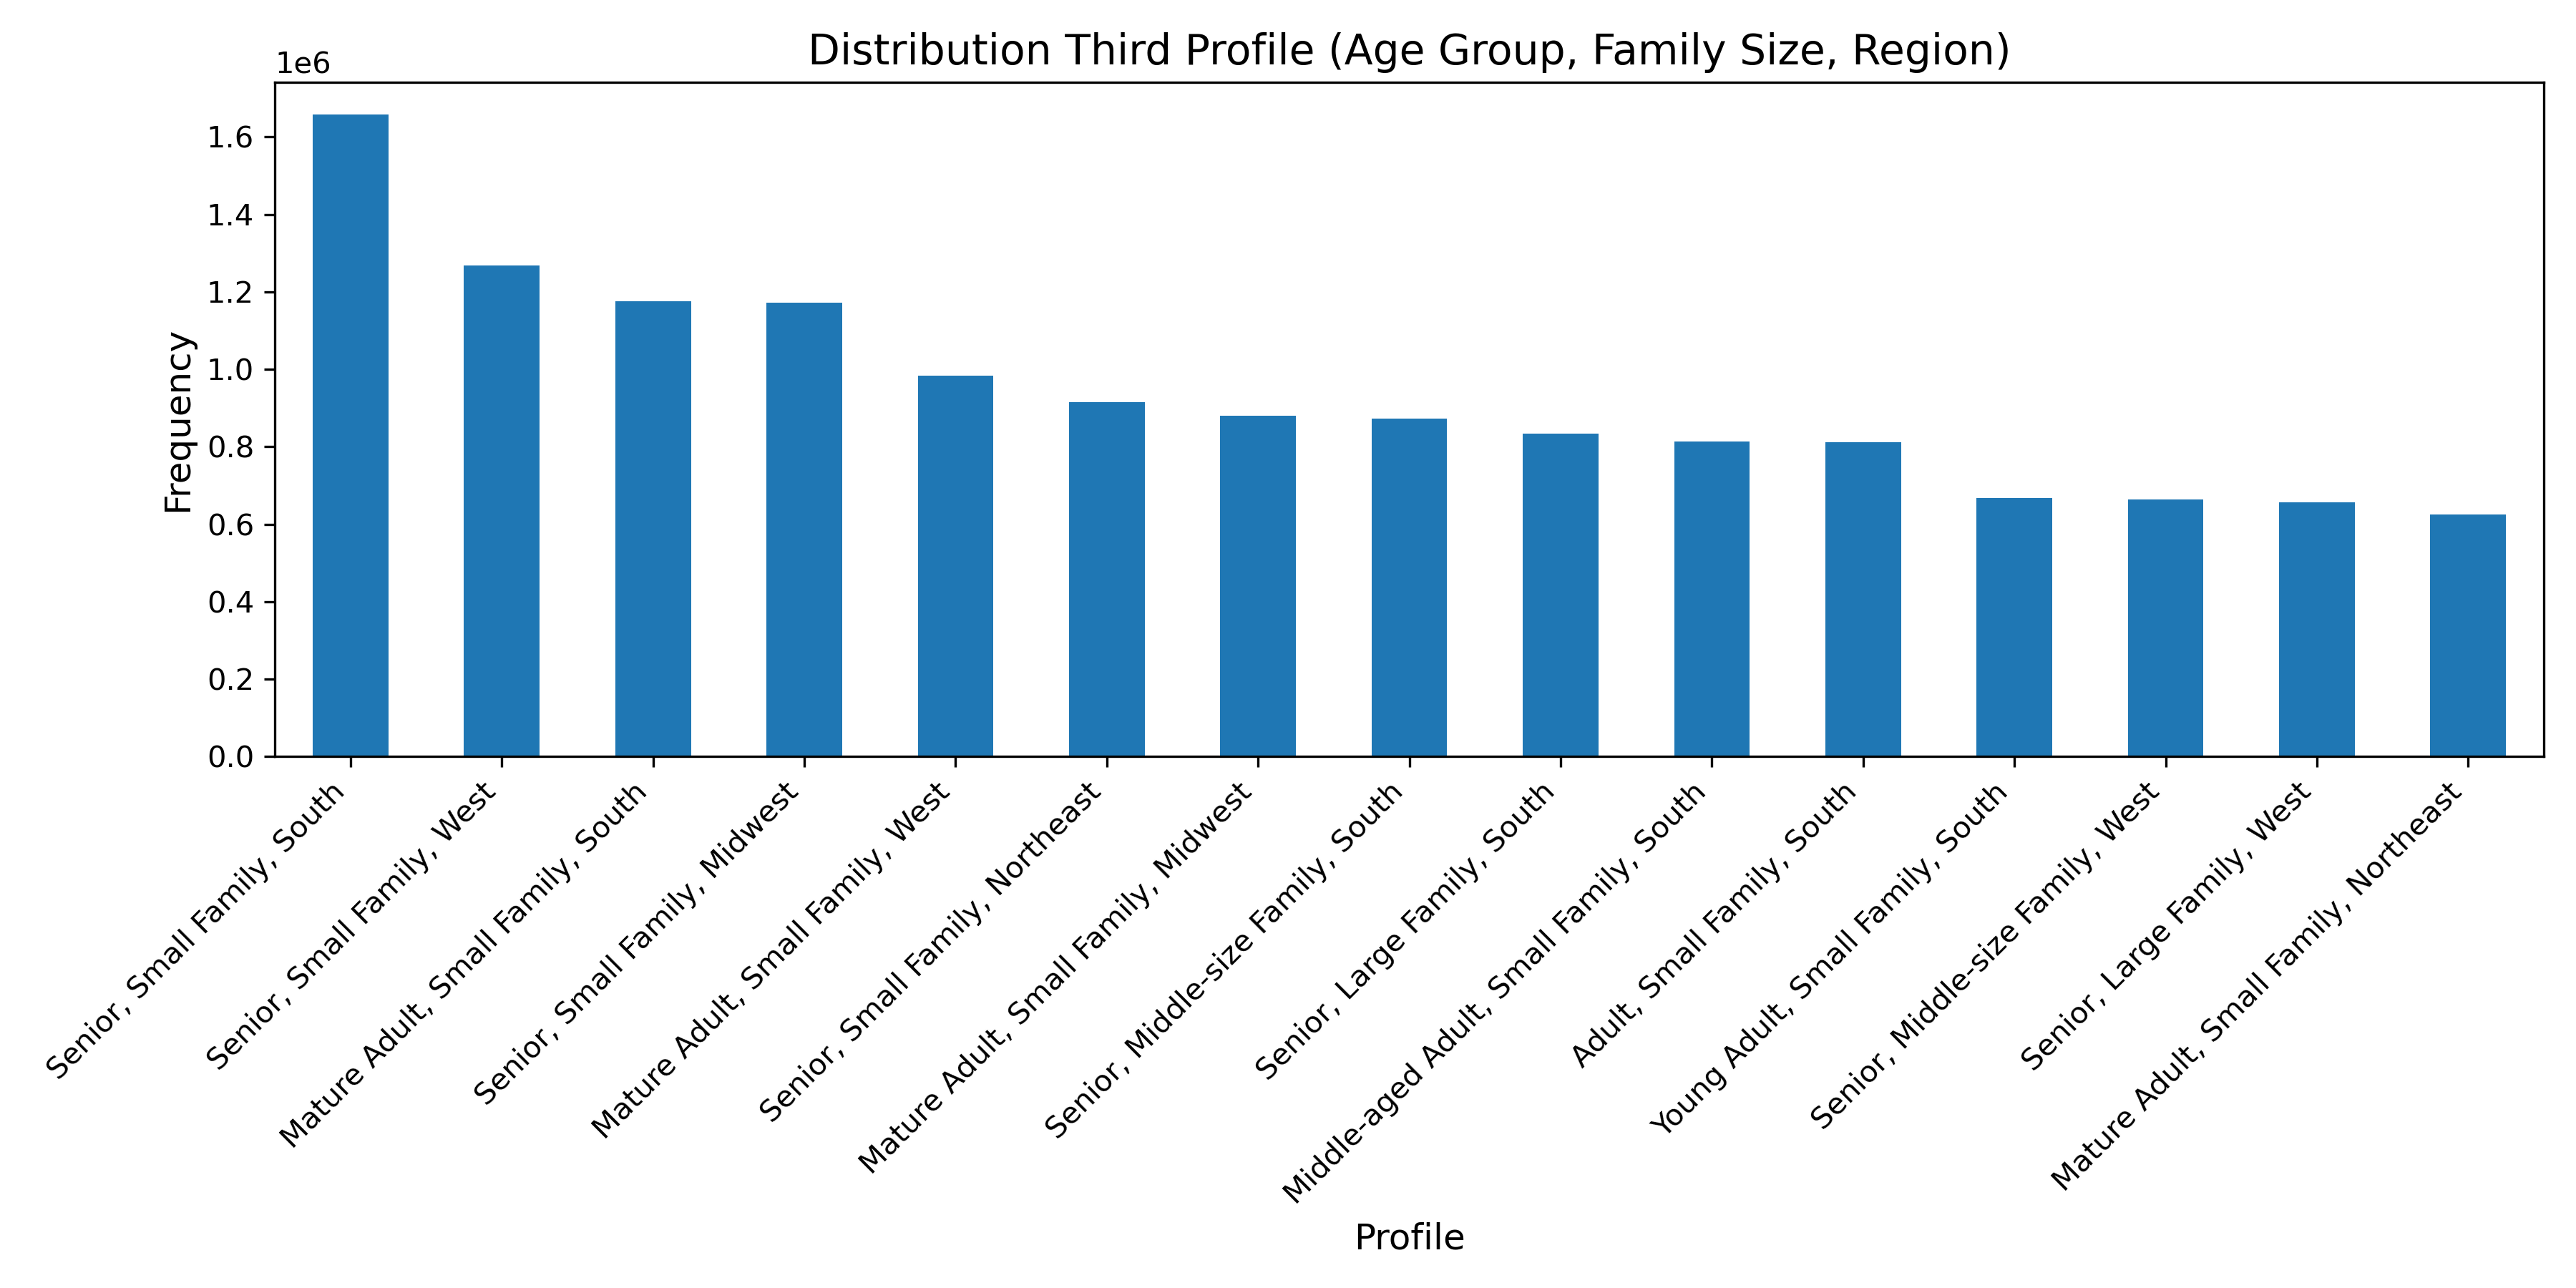 Distribution Third Profile (Age Group, Family Size, Region)
1e6
1.6
1.4
1.2
1.0
0.8
0.6
0.4
0.2
0.0
Frequency
Senior, Small Family, South
Senior, Small Family, West
Mature Adult, Small Family, South
Senior, Small Family, Midwest
Mature Adult, Small Family, West
Senior, Small Family, Northeast
Mature Adult, Small Family, Midwest
Senior, Middle-size Family, South
Senior, Large Family, South
Middle-aged Adult, Small Family, South
Adult, Small Family, South
Young Adult, Small Family, South
Senior, Middle-size Family, West
Senior, Large Family, West
Mature Adult, Small Family, Northeast
Profile